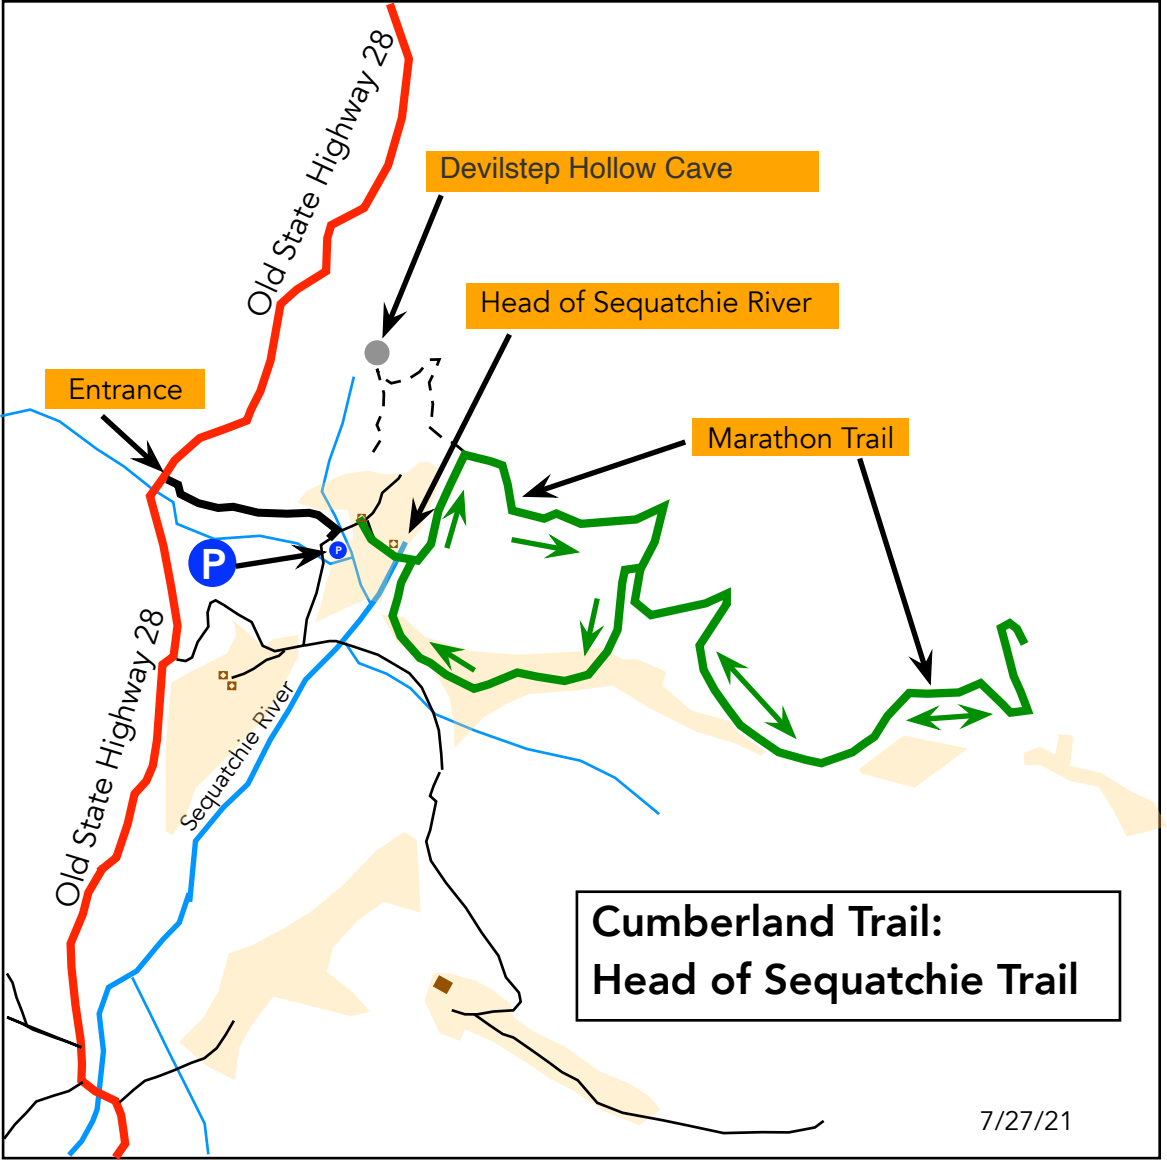 Old State Highway 28
Devilstep Hollow Cave
Head of Sequatchie River
Entrance
Marathon Trail
P
P
Old State Highway 28
Sequatchie River
Cumberland Trail:
Head of Sequatchie Trail
7/27/21